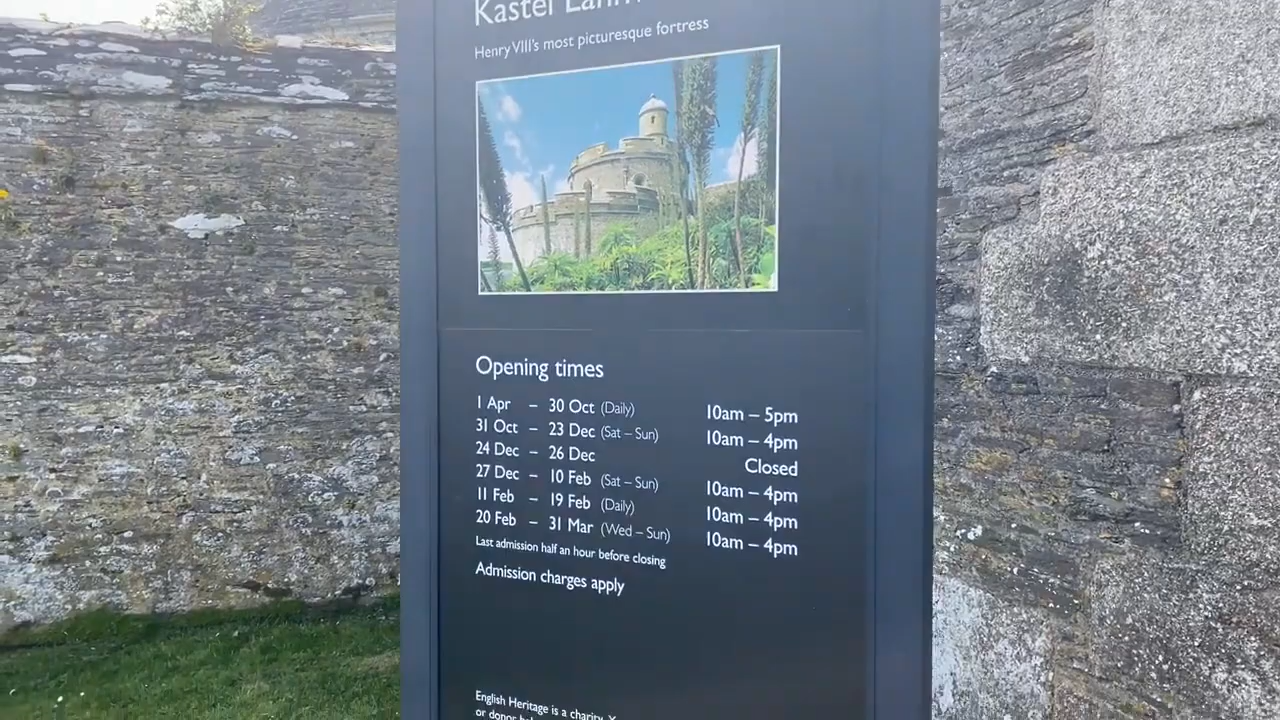 Kastel
Henry VIII's most picturesque fortress
Opening times
1 Apr – 30 Oct (Daily) 10am – 5pm
31 Oct – 23 Dec (Sat – Sun) 10am – 4pm
24 Dec – 26 Dec Closed
27 Dec – 10 Feb (Sat – Sun) 10am – 4pm
11 Feb – 19 Feb (Daily) 10am – 4pm
20 Feb – 31 Mar (Wed – Sun) 10am – 4pm
Last admission half an hour before closing
Admission charges apply
English Heritage is a charity.
or donor